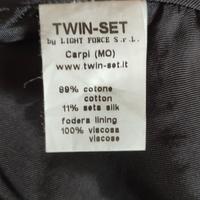 TWIN-SET
by LIGHT FORCE S.r.L.
Carpi (MO)
www.twin-set.it
89% cotone
cotton
11% seta silk
fodera lining
100% viscosa
viscose